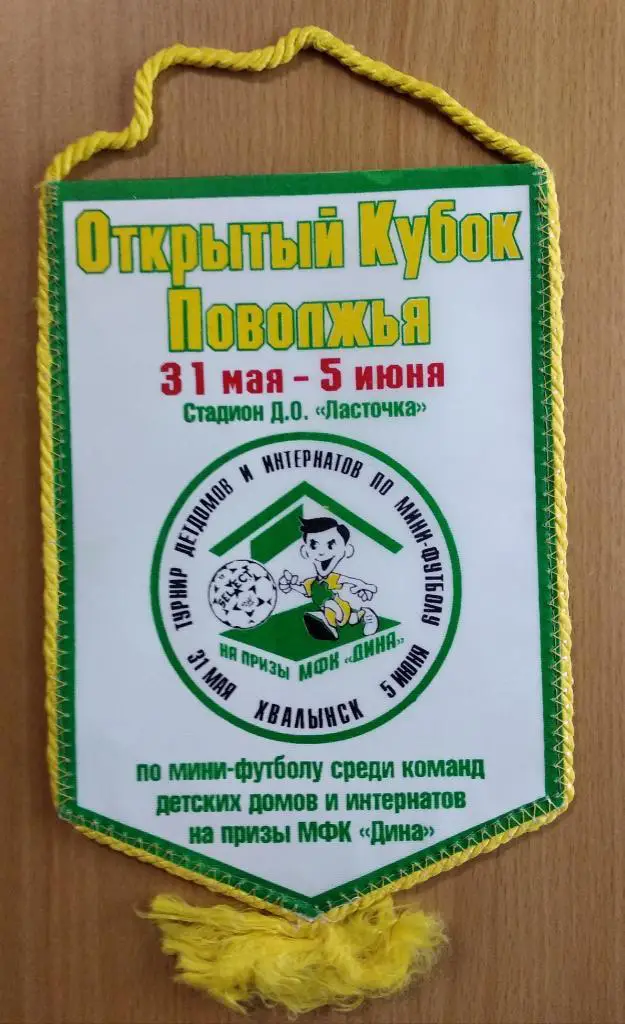 Открытый Кубок
Поволжья
31 мая - 5 июня
Стадион Д.О. «Ласточка»
ТУРНИР ДЕТДОМОВ И ИНТЕРНАТОВ ПО МИНИ-ФУТБОЛУ
SELECT
НА ПРИЗЫ МФК «ДИНА»
31 МАЯ ХВАЛЫНСК 5 ИЮНЯ
по мини-футболу среди команд
детских домов и интернатов
на призы МФК «Дина»